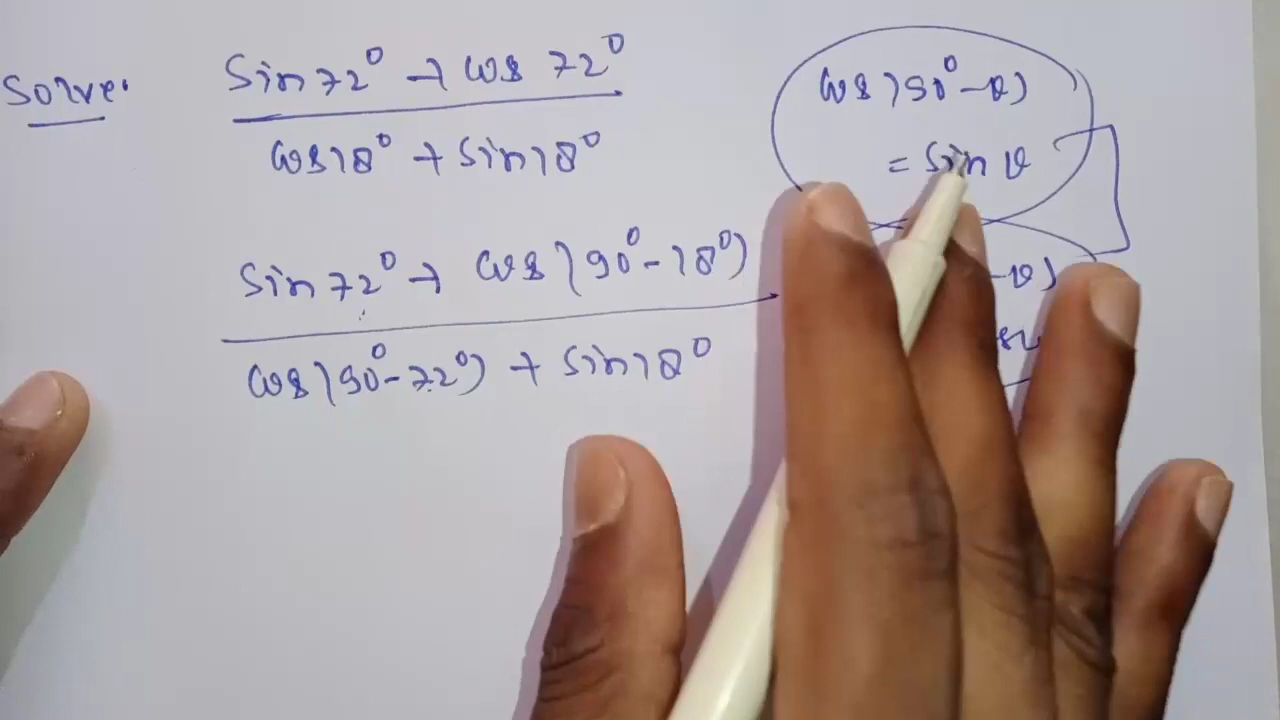 Solve:
sin 72° + cos 72°
cos 18° + sin 18°
cos (90° - θ)
= sin θ
sin 72° + cos (90° - 18°)
cos (90° - 72°) + sin 18°
- θ)